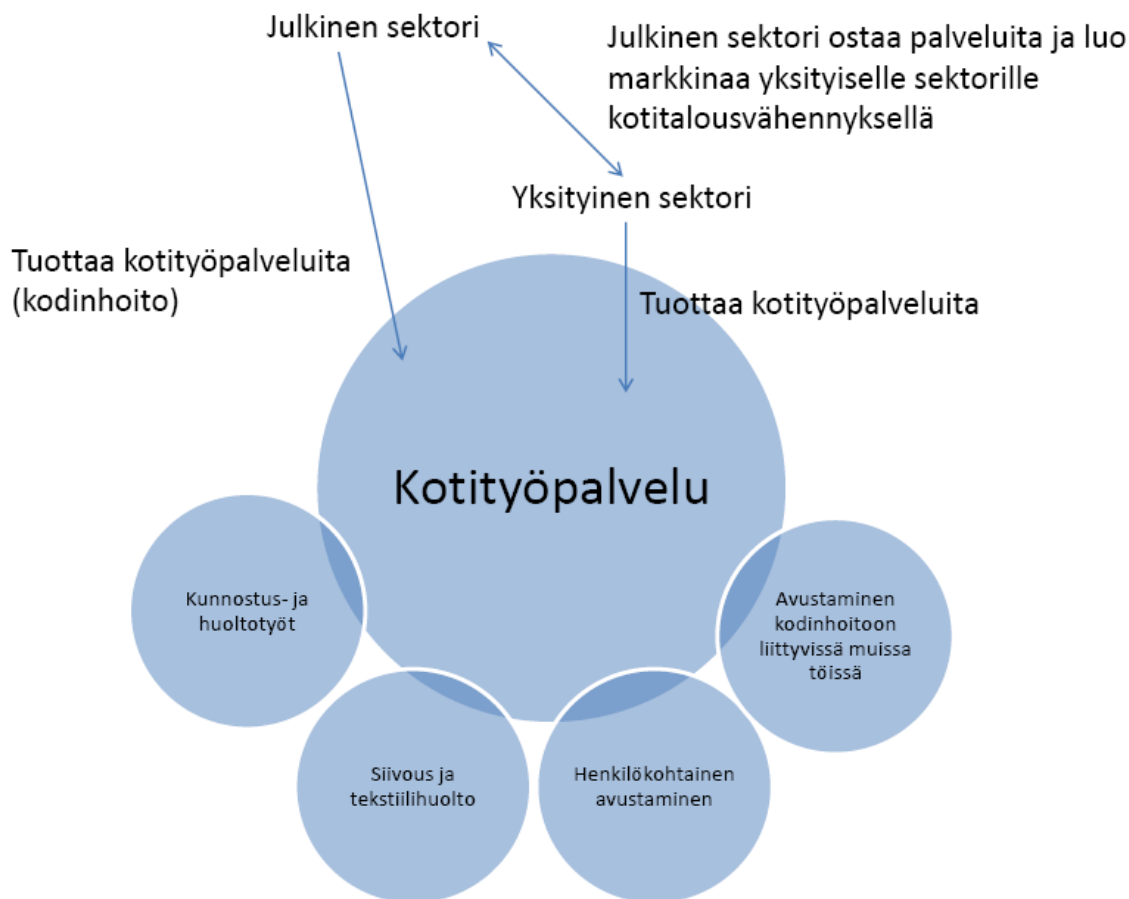 Julkinen sektori
Julkinen sektori ostaa palveluita ja luo
markkinaa yksityiselle sektorille
kotitalousvähennyksellä
Yksityinen sektori
Tuottaa kotityöpalveluita
(kodinhoito)
Tuottaa kotityöpalveluita
Kotityöpalvelu
Kunnostus- ja
huoltotyöt
Avustaminen
kodinhoitoon
liittyvissä muissa
töissä
Siivous ja
tekstiilihuolto
Henkilökohtainen
avustaminen